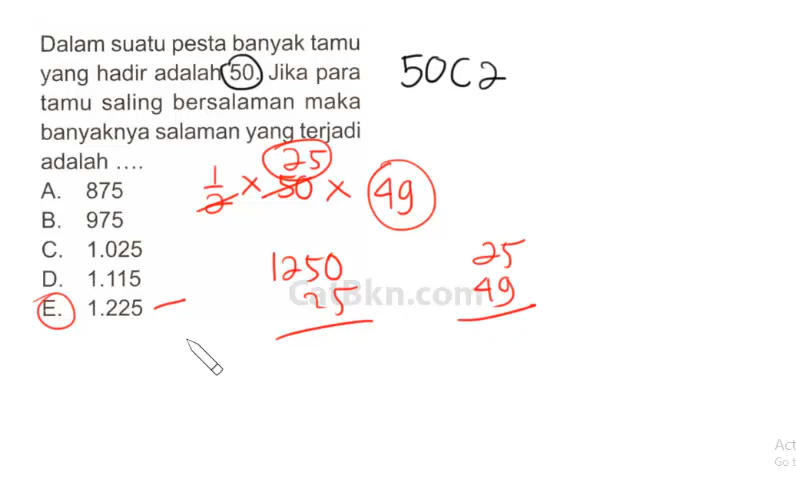 Dalam suatu pesta banyak tamu
yang hadir adalah 50. Jika para
tamu saling bersalaman maka
banyaknya salaman yang terjadi
adalah ....
A. 875
B. 975
C. 1.025
D. 1.115
E. 1.225
50C2
25
1/2 × 50 × 49
1250
25
25
49
CatBkn.com
Act
Go t